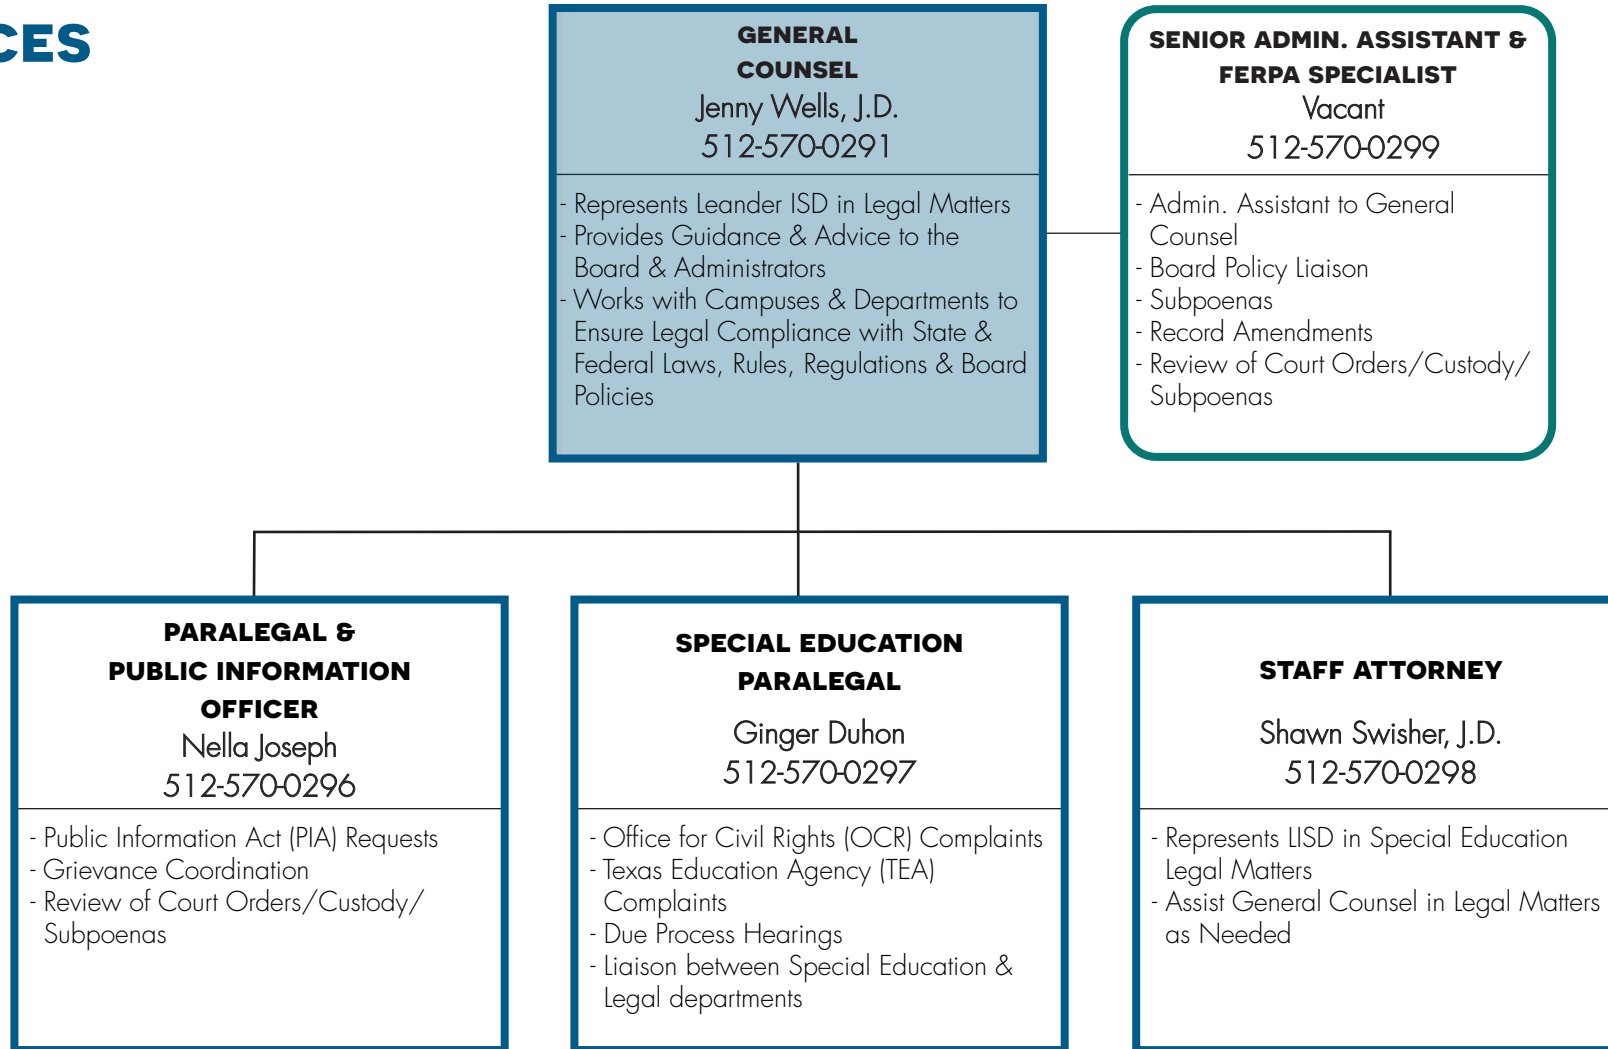 CES
GENERAL
COUNSEL
Jenny Wells, J.D.
512-570-0291
- Represents Leander ISD in Legal Matters
- Provides Guidance & Advice to the
Board & Administrators
- Works with Campuses & Departments to
Ensure Legal Compliance with State &
Federal Laws, Rules, Regulations & Board
Policies
SENIOR ADMIN. ASSISTANT &
FERPA SPECIALIST
Vacant
512-570-0299
- Admin. Assistant to General
Counsel
- Board Policy Liaison
- Subpoenas
- Record Amendments
- Review of Court Orders/Custody/
Subpoenas
PARALEGAL &
PUBLIC INFORMATION
OFFICER
Nella Joseph
512-570-0296
- Public Information Act (PIA) Requests
- Grievance Coordination
- Review of Court Orders/Custody/
Subpoenas
SPECIAL EDUCATION
PARALEGAL
Ginger Duhon
512-570-0297
- Office for Civil Rights (OCR) Complaints
- Texas Education Agency (TEA)
Complaints
- Due Process Hearings
- Liaison between Special Education &
Legal departments
STAFF ATTORNEY
Shawn Swisher, J.D.
512-570-0298
- Represents LISD in Special Education
Legal Matters
- Assist General Counsel in Legal Matters
as Needed